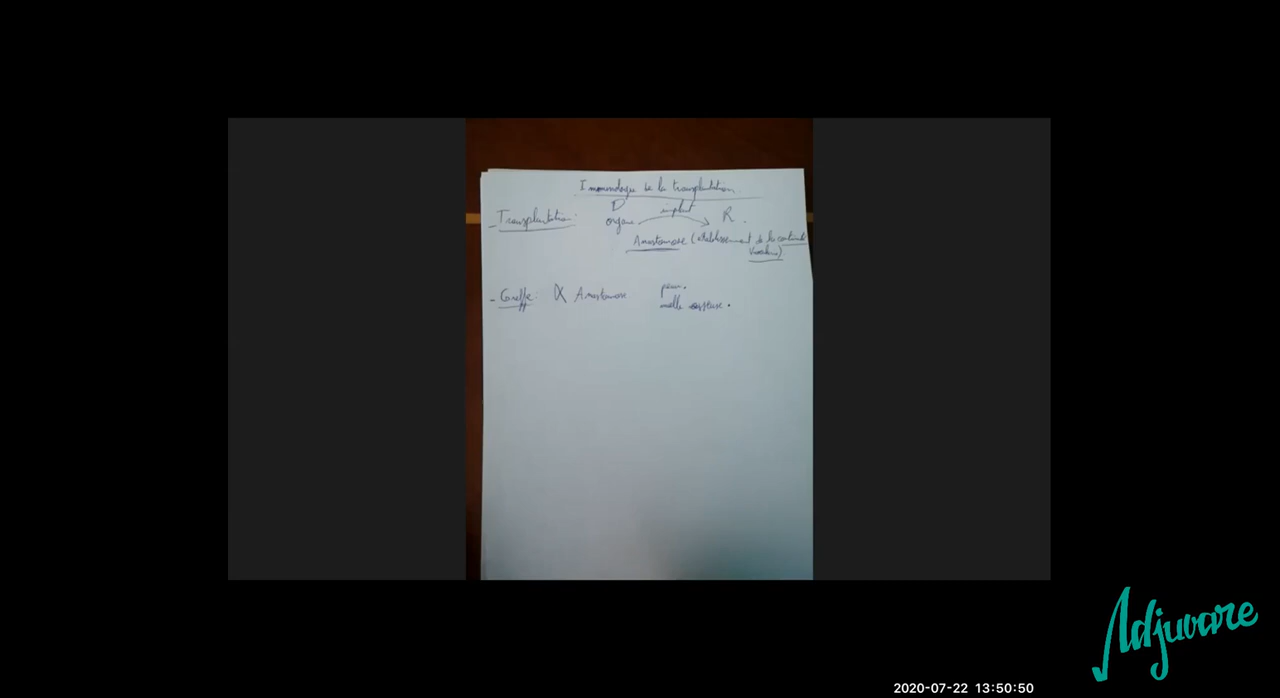 Immunologie de la transplantation.
- Transplantation: D organe implant R.
Anastomose (établissement de la continuité
vasculaire)
- Greffe: X Anastomose peau.
moelle osseuse.
Adjuvare
2020-07-22 13:50:50